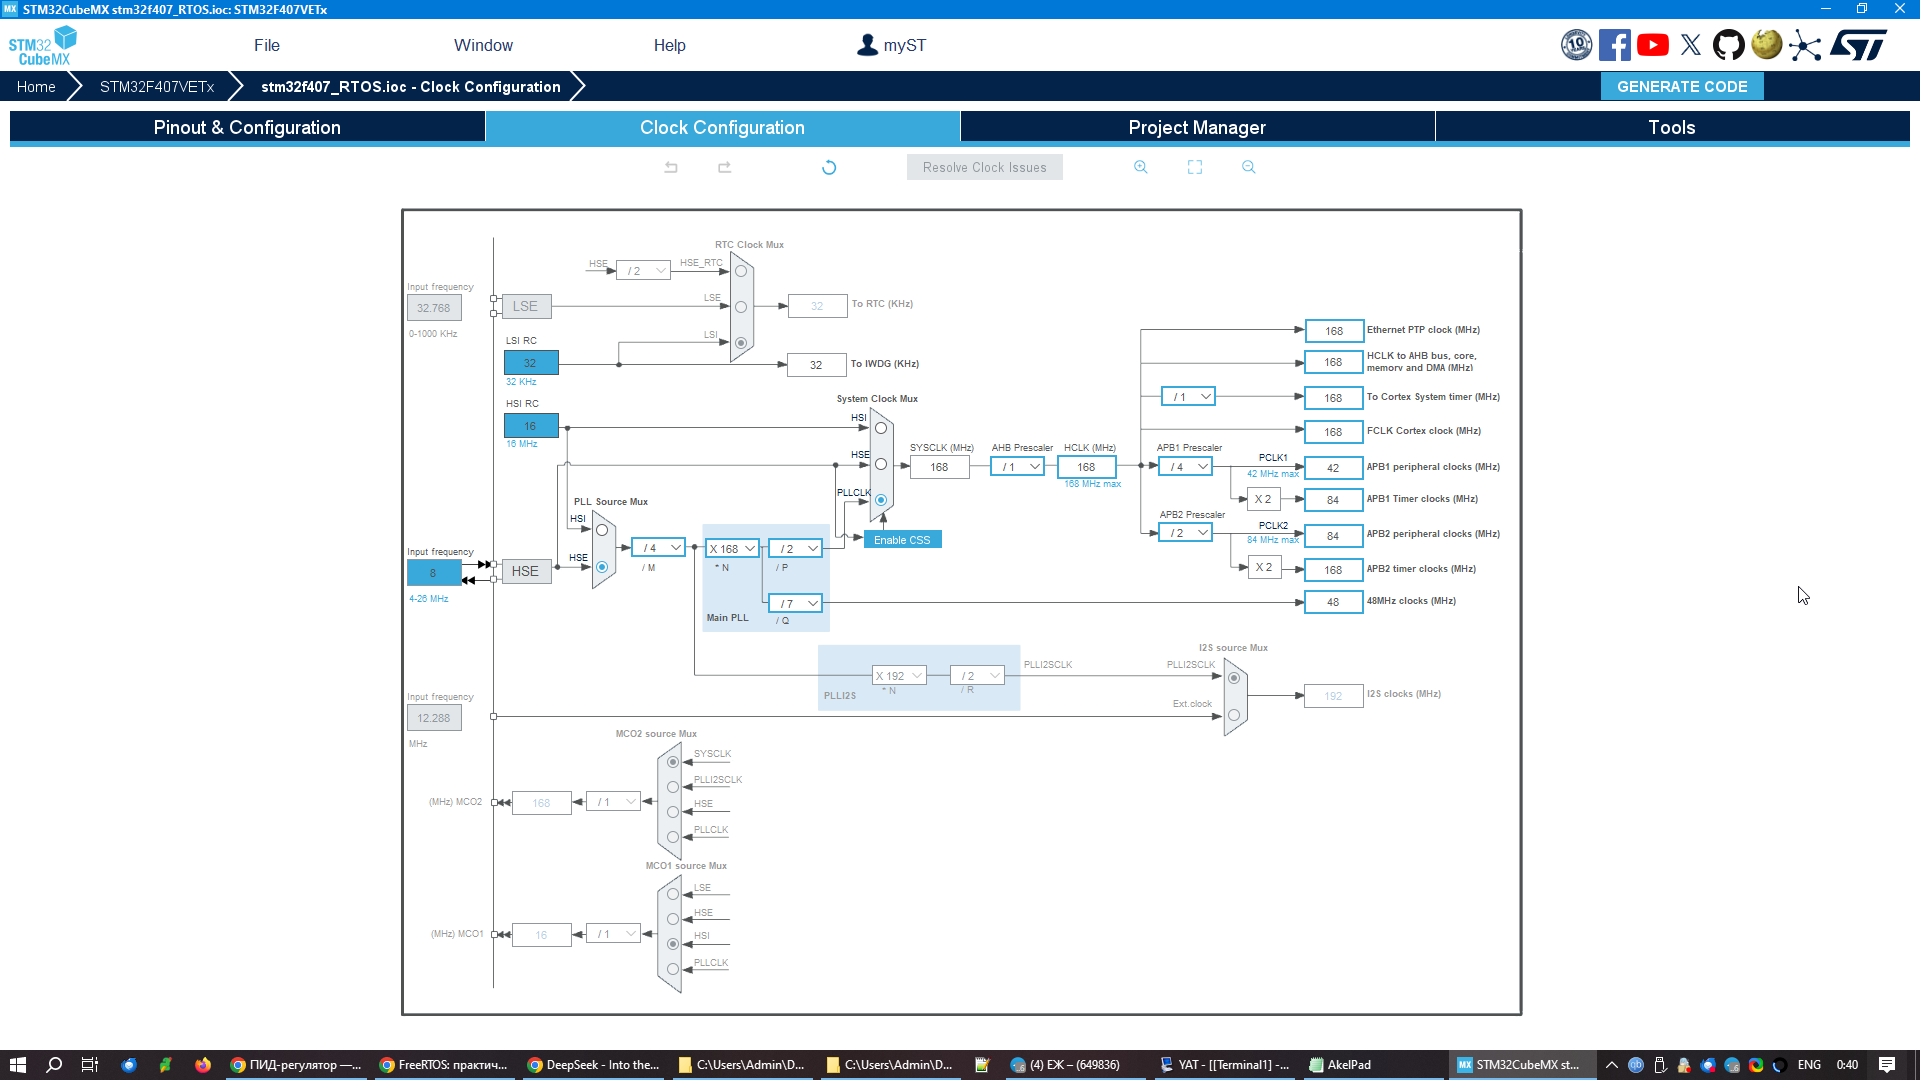 MX STM32CubeMX stm32f407_RTOS.ioc: STM32F407VETx
STM32 CubeMX
File
Window
Help
myST
10
Home
STM32F407VETx
stm32f407_RTOS.ioc - Clock Configuration
GENERATE CODE
Pinout & Configuration
Clock Configuration
Project Manager
Tools
Resolve Clock Issues
RTC Clock Mux
HSE
/ 2
HSE_RTC
Input frequency
32.768
0-1000 KHz
LSE
LSE
32
To RTC (KHz)
LSI RC
LSI
32
32 KHz
32
To IWDG (KHz)
HSI RC
16
16 MHz
System Clock Mux
HSI
HSE
PLLCLK
SYSCLK (MHz)
168
AHB Prescaler
/ 1
HCLK (MHz)
168
168 MHz max
168
Ethernet PTP clock (MHz)
168
HCLK to AHB bus, core,
memory and DMA (MHz)
/ 1
168
To Cortex System timer (MHz)
168
FCLK Cortex clock (MHz)
APB1 Prescaler
/ 4
PCLK1
42 MHz max
42
APB1 peripheral clocks (MHz)
X 2
84
APB1 Timer clocks (MHz)
APB2 Prescaler
/ 2
PCLK2
84 MHz max
84
APB2 peripheral clocks (MHz)
X 2
168
APB2 timer clocks (MHz)
48
48MHz clocks (MHz)
PLL Source Mux
HSI
HSE
Input frequency
8
4-26 MHz
HSE
/ 4
/ M
X 168
* N
/ 2
/ P
/ 7
/ Q
Main PLL
Enable CSS
PLLI2S
X 192
* N
/ 2
/ R
PLLI2SCLK
I2S source Mux
PLLI2SCLK
Ext.clock
192
I2S clocks (MHz)
Input frequency
12.288
MHz
MCO2 source Mux
SYSCLK
PLLI2SCLK
HSE
PLLCLK
(MHz) MCO2
168
/ 1
MCO1 source Mux
LSE
HSE
HSI
PLLCLK
(MHz) MCO1
16
/ 1
ПИД-регулятор —...
FreeRTOS: практич...
DeepSeek - Into the...
C:\Users\Admin\D...
C:\Users\Admin\D...
(4) ЕЖ – (649836)
YAT - [[Terminal1] -...
AkelPad
MX STM32CubeMX st...
ENG
0:40